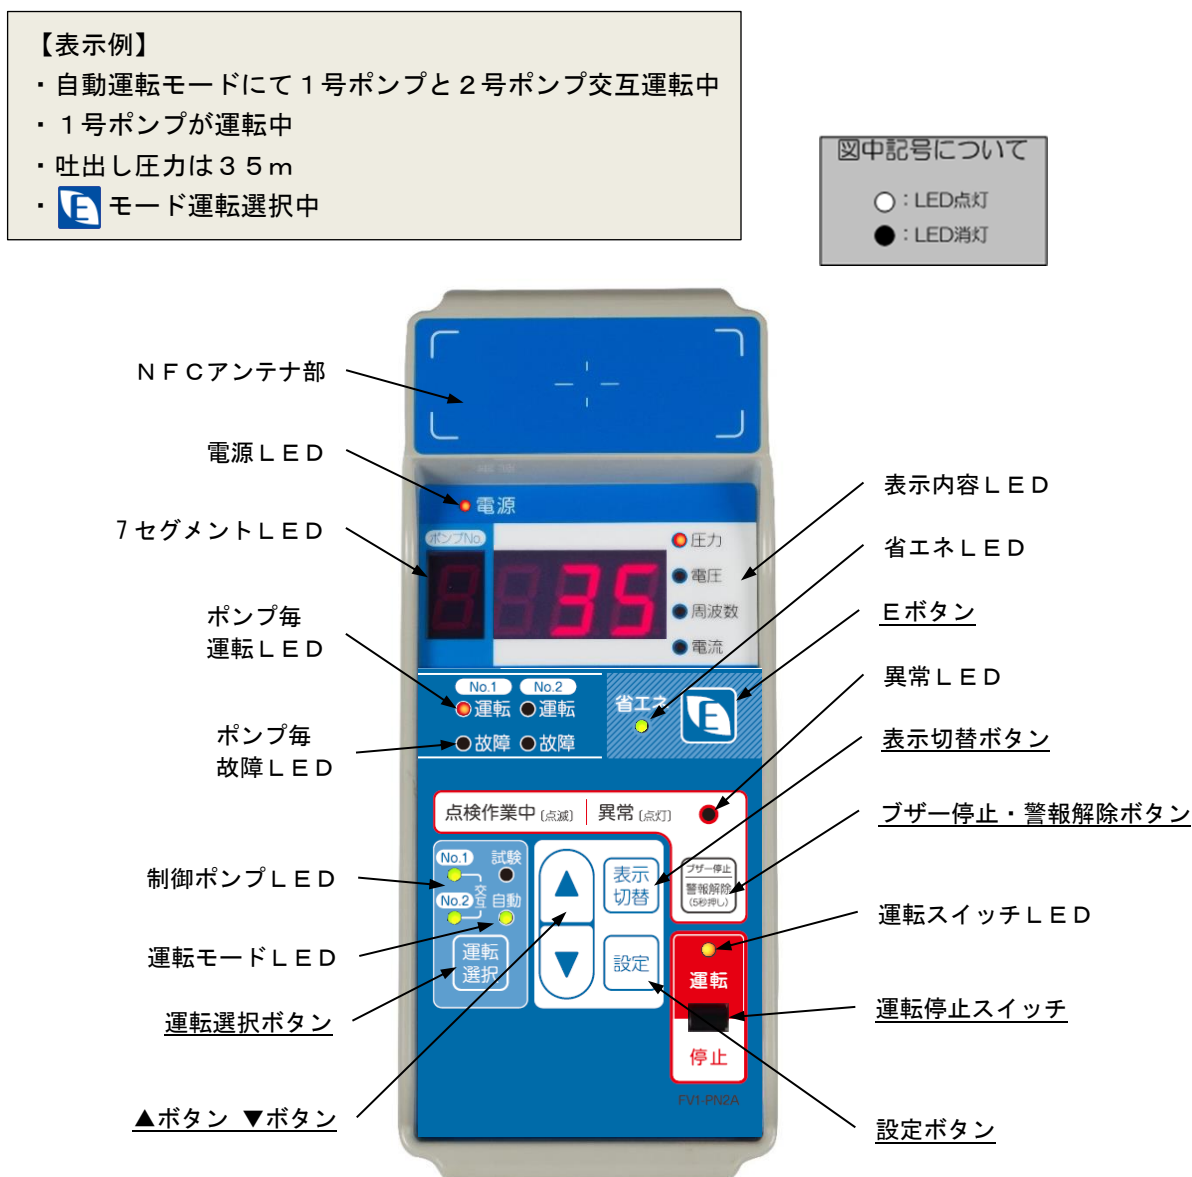 【表示例】
・自動運転モードにて１号ポンプと２号ポンプ交互運転中
・１号ポンプが運転中
・吐出し圧力は３５ｍ
・E モード運転選択中
図中記号について
○：LED点灯
●：LED消灯
ＮＦＣアンテナ部
電源ＬＥＤ
7セグメントＬＥＤ
ポンプ毎
運転ＬＥＤ
ポンプ毎
故障ＬＥＤ
制御ポンプＬＥＤ
運転モードＬＥＤ
運転選択ボタン
▲ボタン ▼ボタン
電源
ポンプNo.
35
圧力
電圧
周波数
電流
No.1 No.2
運転 運転
故障 故障
省エネ
E
点検作業中〔点滅〕 異常〔点灯〕
No.1 試験
No.2 交互 自動
運転
選択
▲
▼
表示
切替
設定
ブザー停止
警報解除
(5秒押し)
運転
停止
FV1-PN2A
表示内容ＬＥＤ
省エネＬＥＤ
Ｅボタン
異常ＬＥＤ
表示切替ボタン
ブザー停止・警報解除ボタン
運転スイッチＬＥＤ
運転停止スイッチ
設定ボタン